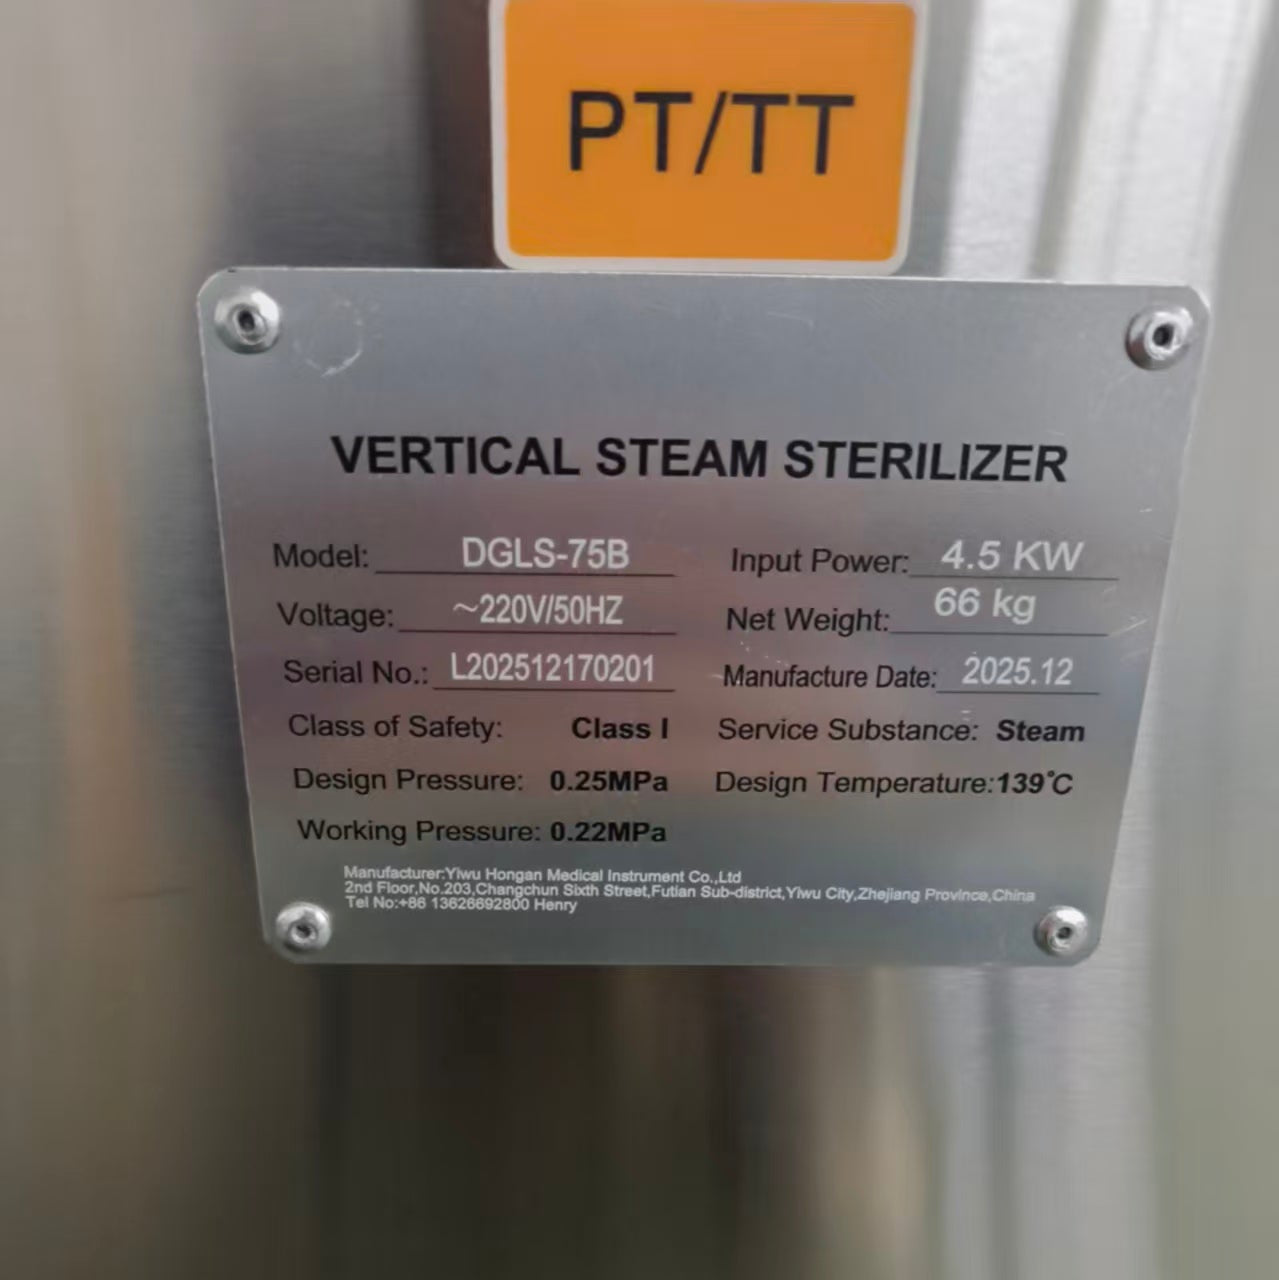 PT/TT
VERTICAL STEAM STERILIZER
Model: DGLS-75B Input Power: 4.5 KW
Voltage: ~220V/50HZ Net Weight: 66 kg
Serial No.: L202512170201 Manufacture Date: 2025.12
Class of Safety: Class I Service Substance: Steam
Design Pressure: 0.25MPa Design Temperature:139°C
Working Pressure: 0.22MPa
Manufacturer:Yiwu Hongan Medical Instrument Co.,Ltd
2nd Floor,No.203,Changchun Sixth Street,Futian Sub-district,Yiwu City,Zhejiang Province,China
Tel No:+86 13626692800 Henry